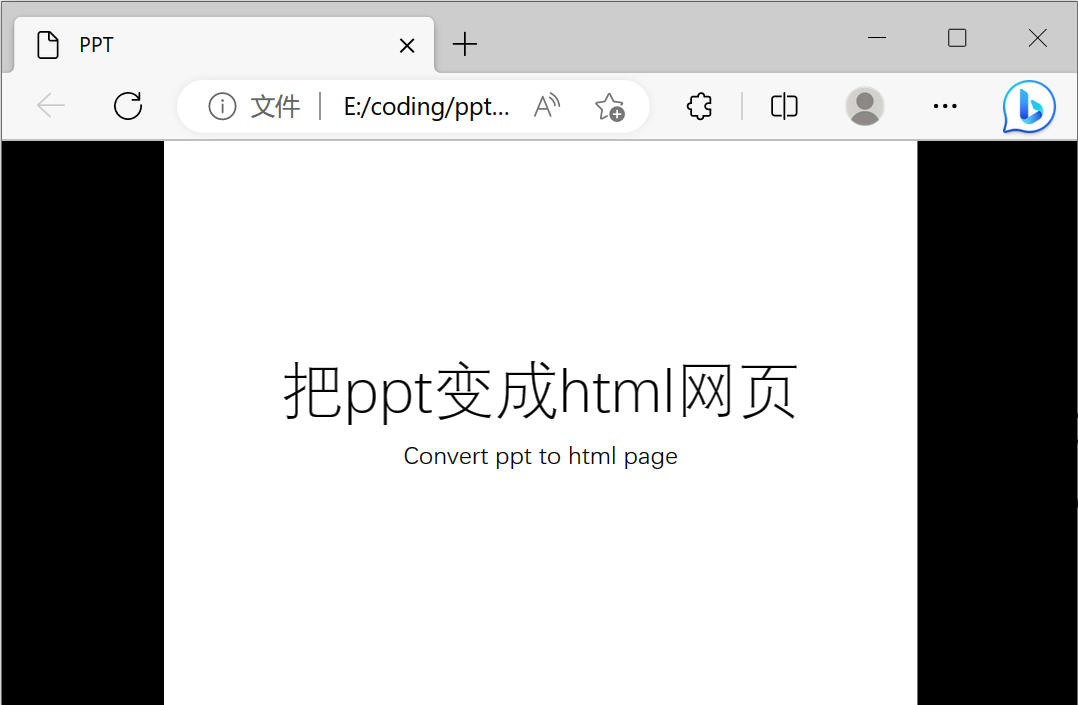 PPT
文件 E:/coding/ppt...
把ppt变成html网页
Convert ppt to html page